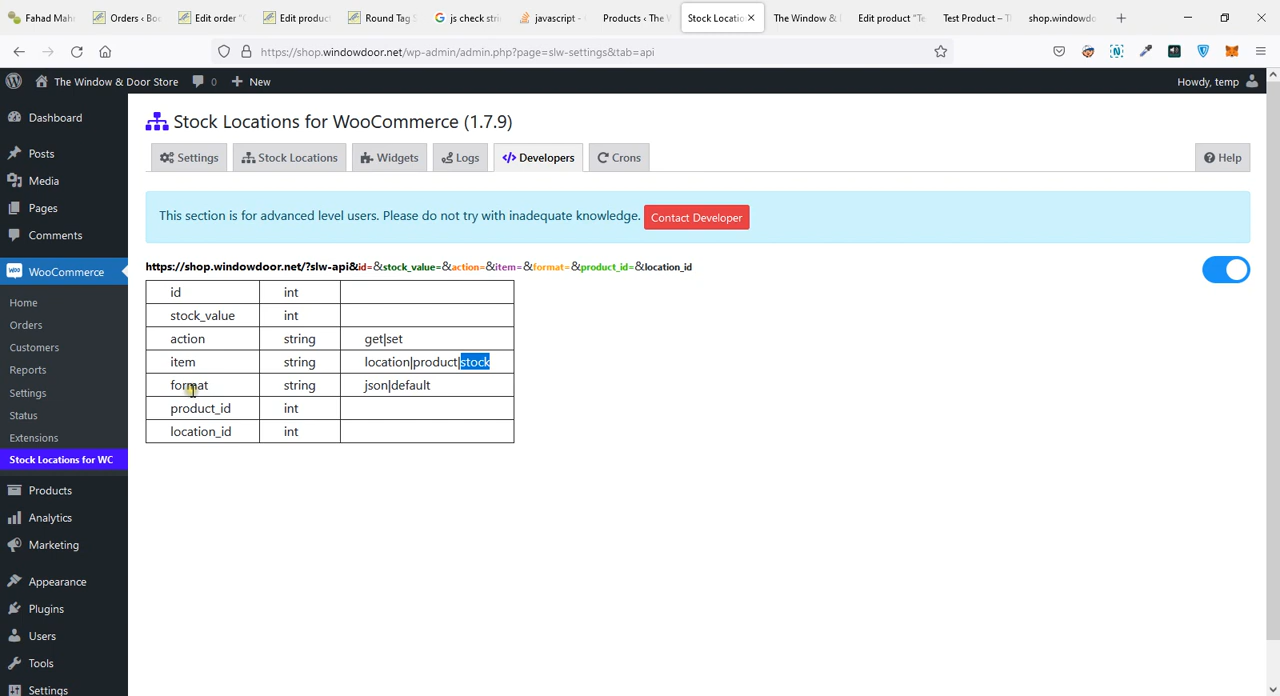 Fahad Mah
Orders ‹ Bo
Edit order "
Edit produc
Round Tag S
js check stri
javascript -
Products ‹ The
Stock Locatio
The Window &
Edit product "Te
Test Product – T
shop.windowdo
https://shop.windowdoor.net/wp-admin/admin.php?page=slw-settings&tab=api
The Window & Door Store 0 New
Howdy, temp
Dashboard
Posts
Media
Pages
Comments
WooCommerce
Home
Orders
Customers
Reports
Settings
Status
Extensions
Stock Locations for WC
Products
Analytics
Marketing
Appearance
Plugins
Users
Tools
Settings
Stock Locations for WooCommerce (1.7.9)
Settings
Stock Locations
Widgets
Logs
</> Developers
Crons
Help
This section is for advanced level users. Please do not try with inadequate knowledge. Contact Developer
https://shop.windowdoor.net/?slw-api&id=&stock_value=&action=&item=&format=&product_id=&location_id
id int
stock_value int
action string get|set
item string location|product|stock
format string json|default
product_id int
location_id int